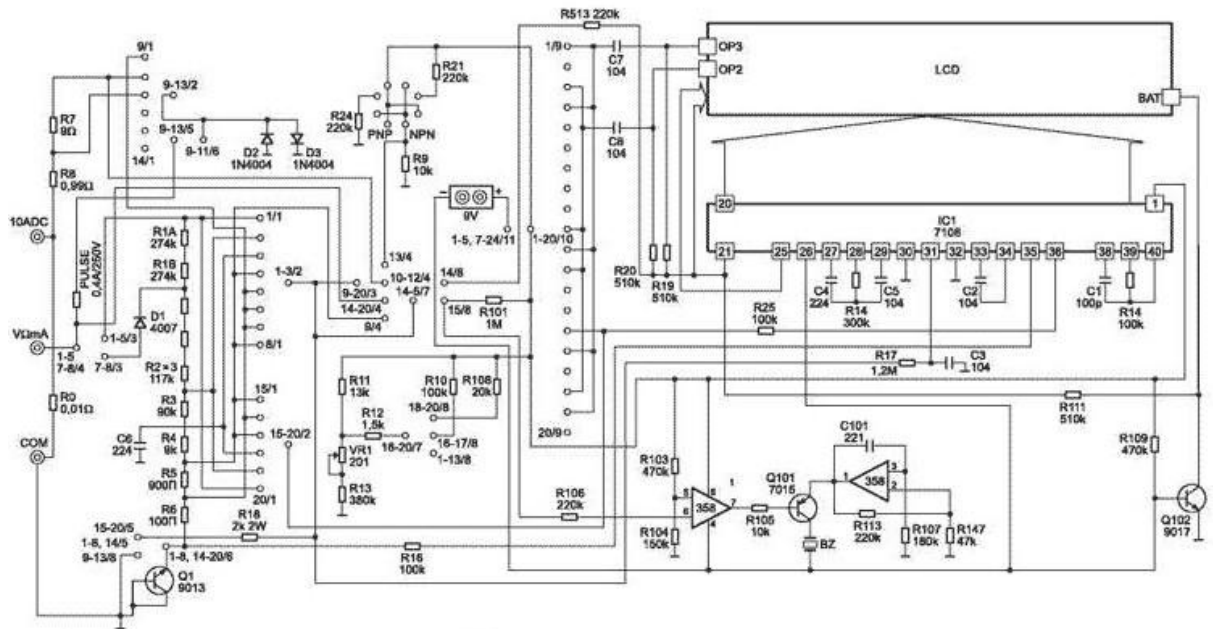 R513 220k
9/1
1/9
C7
104
OP3
OP2
LCD
BAT
R21
220k
9-13/2
R7
9Ω
9-13/5
9-11/6
D2
1N4004
D3
1N4004
14/1
R24
220k
PNP
NPN
R9
10k
C8
104
R8
0,99Ω
10ADC
9V
1-5, 7-24/11
1-20/10
20
IC1
7106
1
21
25
26
27
28
29
30
31
32
33
34
35
36
38
39
40
R1A
274k
R1B
274k
PULSE
0,4A/250V
1/1
1-3/2
9-20/3
13/4
10-12/4
14-5/7
14-20/4
9/4
14/8
15/8
R101
1M
R20
510k
R19
510k
C4
224
R14
300k
C5
104
C2
104
C1
100p
R14
100k
R25
100k
D1
4007
1-5/3
7-8/3
VΩmA
1-5
7-8/4
8/1
R2=3
117k
R3
90k
R17
1,2M
C3
104
R0
0,01Ω
15/1
R11
13k
R10
100k
R108
20k
R12
1,5k
18-20/8
16-20/7
16-17/8
1-13/8
20/9
R111
510k
COM
C6
224
R4
9k
R5
900Π
R6
100Π
15-20/2
20/1
VR1
201
R13
380k
R103
470k
R104
150k
R106
220k
5
6
8
4
7
1
358
R105
10k
Q101
7015
BZ
C101
221
1
3
2
358
R113
220k
R107
180k
R147
47k
R109
470k
Q102
9017
15-20/5
1-8, 14/5
9-13/8
R18
2k 2W
1-8, 14-20/6
R16
100k
Q1
9013